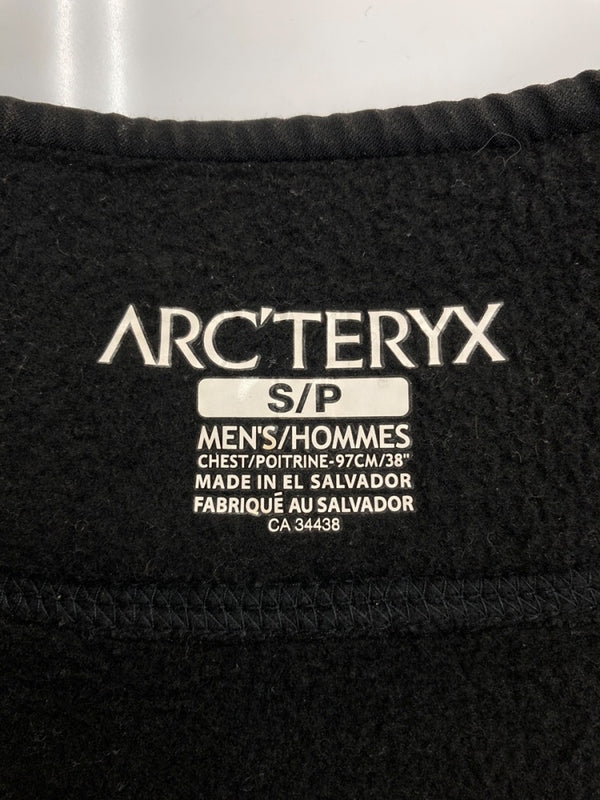 ARC'TERYX
S/P
MEN'S/HOMMES
CHEST/POITRINE-97CM/38"
MADE IN EL SALVADOR
FABRIQUÉ AU SALVADOR
CA 34438